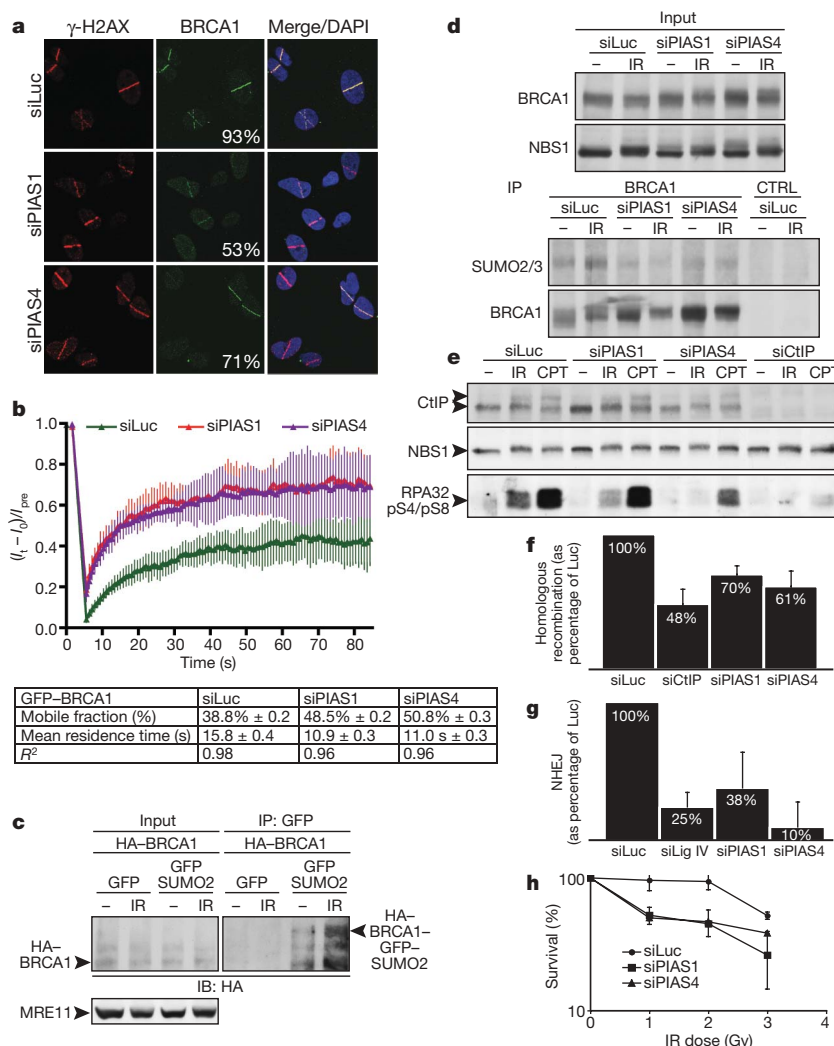 a
γ-H2AX BRCA1 Merge/DAPI
siLuc
93%
siPIAS1
53%
siPIAS4
71%
b
siLuc siPIAS1 siPIAS4
(It − I0)/Ipre
1.0
0.8
0.6
0.4
0.2
0.0
0 10 20 30 40 50 60 70 80
Time (s)
GFP–BRCA1 siLuc siPIAS1 siPIAS4
Mobile fraction (%) 38.8% ± 0.2 48.5% ± 0.2 50.8% ± 0.3
Mean residence time (s) 15.8 ± 0.4 10.9 ± 0.3 11.0 s ± 0.3
R2 0.98 0.96 0.96
c
Input IP: GFP
HA–BRCA1 HA–BRCA1
GFP GFP SUMO2 GFP GFP SUMO2
– IR – IR – IR – IR
HA–
BRCA1
HA–
BRCA1–
GFP–
SUMO2
IB: HA
MRE11
d
Input
siLuc siPIAS1 siPIAS4
– IR – IR – IR
BRCA1
NBS1
IP BRCA1 CTRL
siLuc siPIAS1 siPIAS4 siLuc
– IR – IR – IR – IR
SUMO2/3
BRCA1
e
siLuc siPIAS1 siPIAS4 siCtIP
– IR CPT – IR CPT – IR CPT – IR CPT
CtIP
NBS1
RPA32
pS4/pS8
f
Homologous
recombination (as
percentage of Luc)
100%
48%
70%
61%
siLuc siCtIP siPIAS1 siPIAS4
g
NHEJ
(as percentage of Luc)
100%
25%
38%
10%
siLuc siLig IV siPIAS1 siPIAS4
h
Survival (%)
100
10
siLuc
siPIAS1
siPIAS4
0 1 2 3 4
IR dose (Gy)